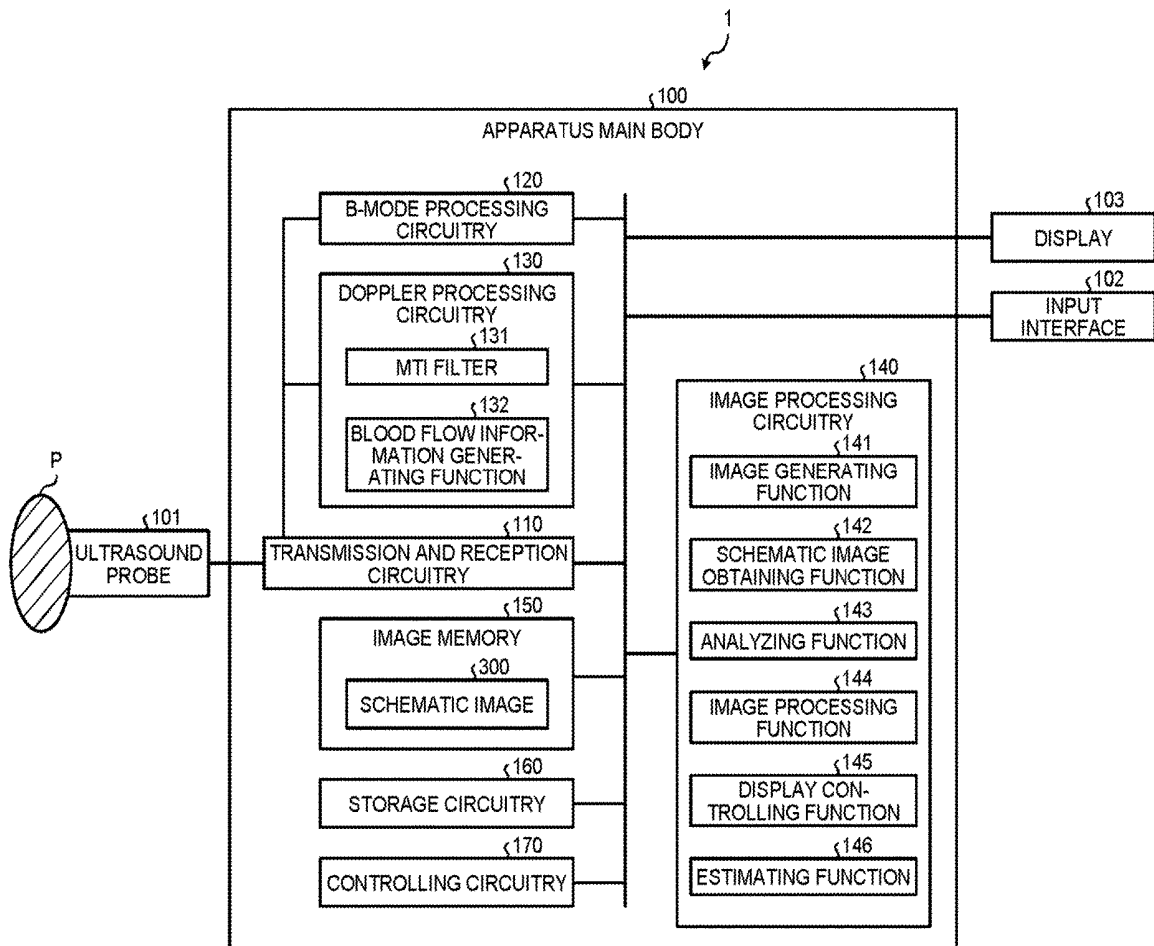 1
100
APPARATUS MAIN BODY
120
B-MODE PROCESSING
CIRCUITRY
130
DOPPLER PROCESSING
CIRCUITRY
131
MTI FILTER
132
BLOOD FLOW INFOR-
MATION GENER-
ATING FUNCTION
P
101
ULTRASOUND
PROBE
110
TRANSMISSION AND RECEPTION
CIRCUITRY
150
IMAGE MEMORY
300
SCHEMATIC IMAGE
160
STORAGE CIRCUITRY
170
CONTROLLING CIRCUITRY
103
DISPLAY
102
INPUT
INTERFACE
140
IMAGE PROCESSING
CIRCUITRY
141
IMAGE GENERATING
FUNCTION
142
SCHEMATIC IMAGE
OBTAINING FUNCTION
143
ANALYZING FUNCTION
144
IMAGE PROCESSING
FUNCTION
145
DISPLAY CON-
TROLLING FUNCTION
146
ESTIMATING FUNCTION